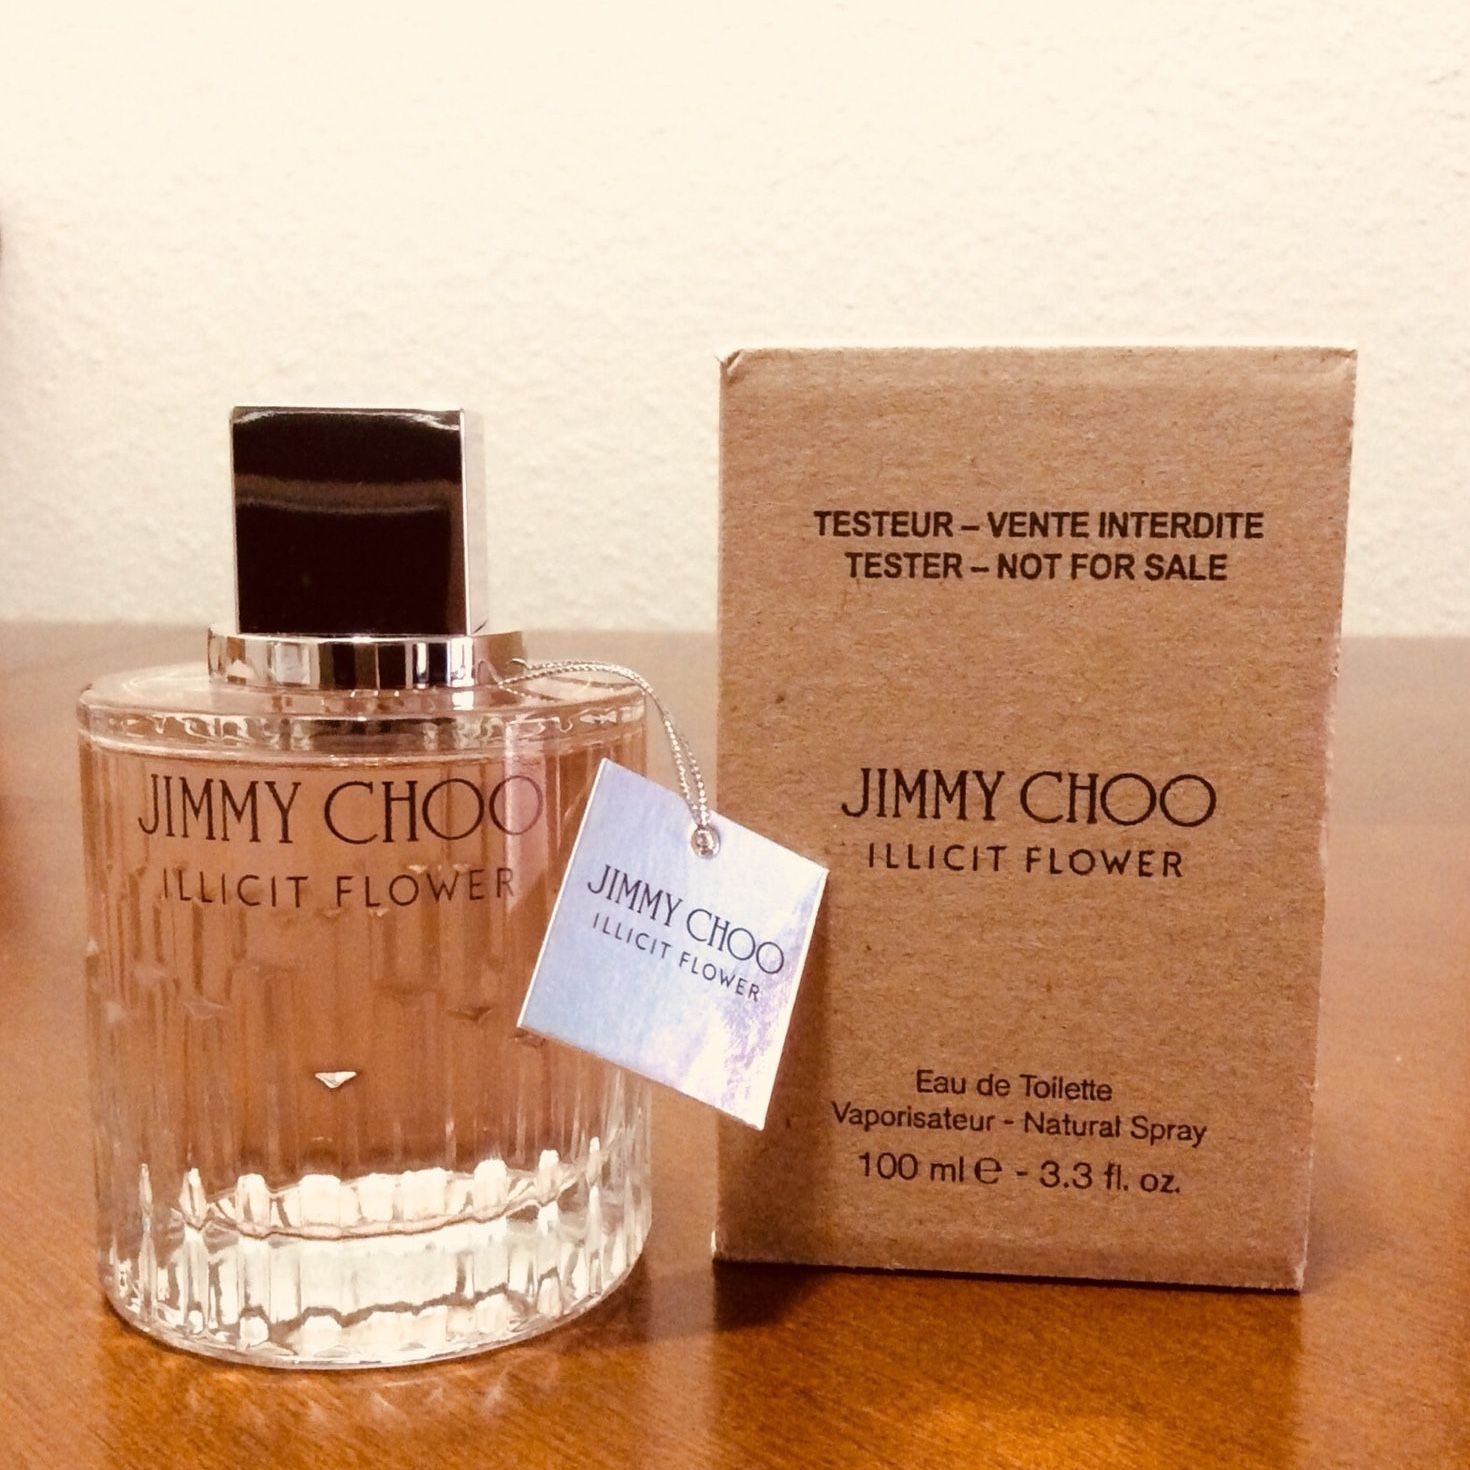 JIMMY CHOO
ILLICIT FLOWER
JIMMY CHOO
ILLICIT FLOWER
TESTEUR – VENTE INTERDITE
TESTER – NOT FOR SALE
JIMMY CHOO
ILLICIT FLOWER
Eau de Toilette
Vaporisateur - Natural Spray
100 ml ℮ - 3.3 fl. oz.